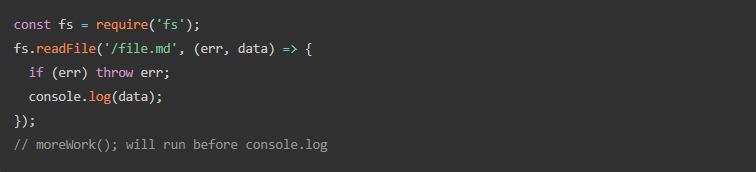 const fs = require('fs');
fs.readFile('/file.md', (err, data) => {
  if (err) throw err;
  console.log(data);
});
// moreWork(); will run before console.log